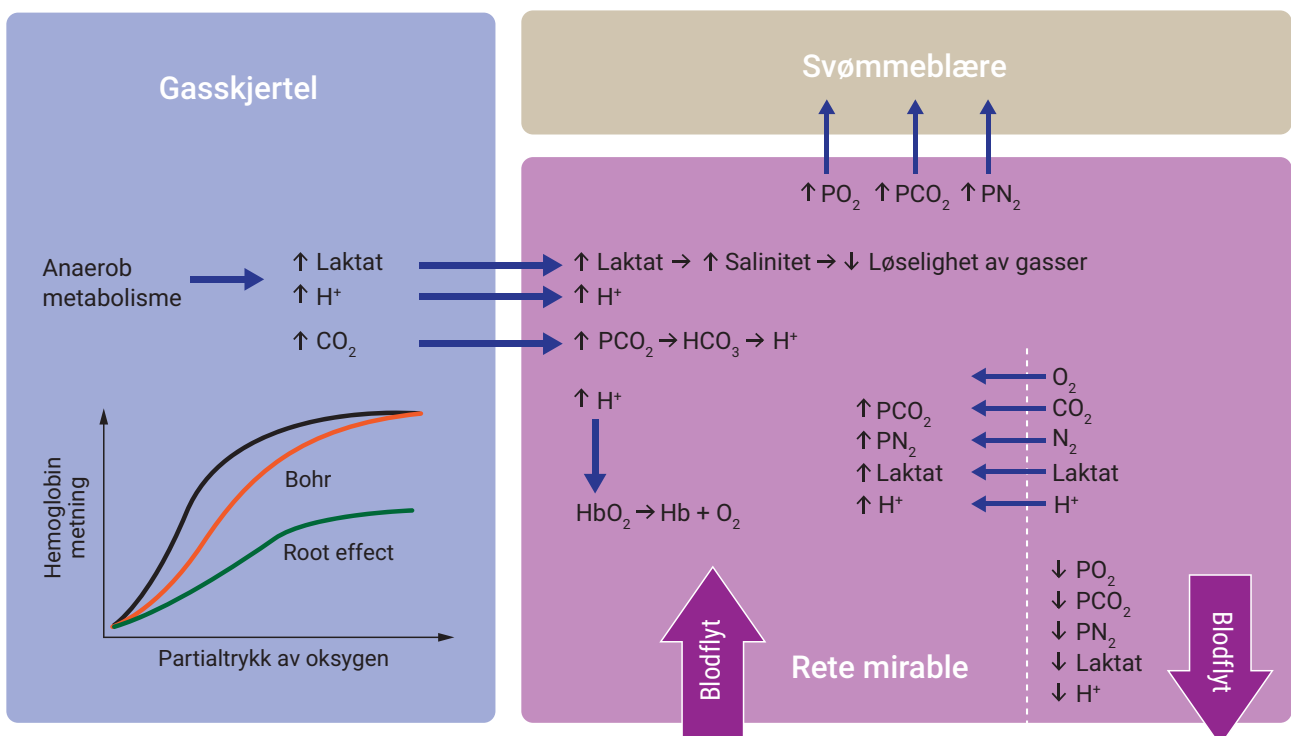 Gasskjertel
Svømmeblære
↑ PO₂ ↑ PCO₂ ↑ PN₂
Anaerob
metabolisme
↑ Laktat
↑ H⁺
↑ CO₂
↑ Laktat → ↑ Salinitet → ↓ Løselighet av gasser
↑ H⁺
↑ PCO₂ → HCO₃ → H⁺
↑ H⁺
HbO₂ → Hb + O₂
↑ PCO₂
↑ PN₂
↑ Laktat
↑ H⁺
O₂
CO₂
N₂
Laktat
H⁺
↓ PO₂
↓ PCO₂
↓ PN₂
↓ Laktat
↓ H⁺
Hemoglobin
metning
Bohr
Root effect
Partialtrykk av oksygen
Blodflyt
Rete mirable
Blodflyt